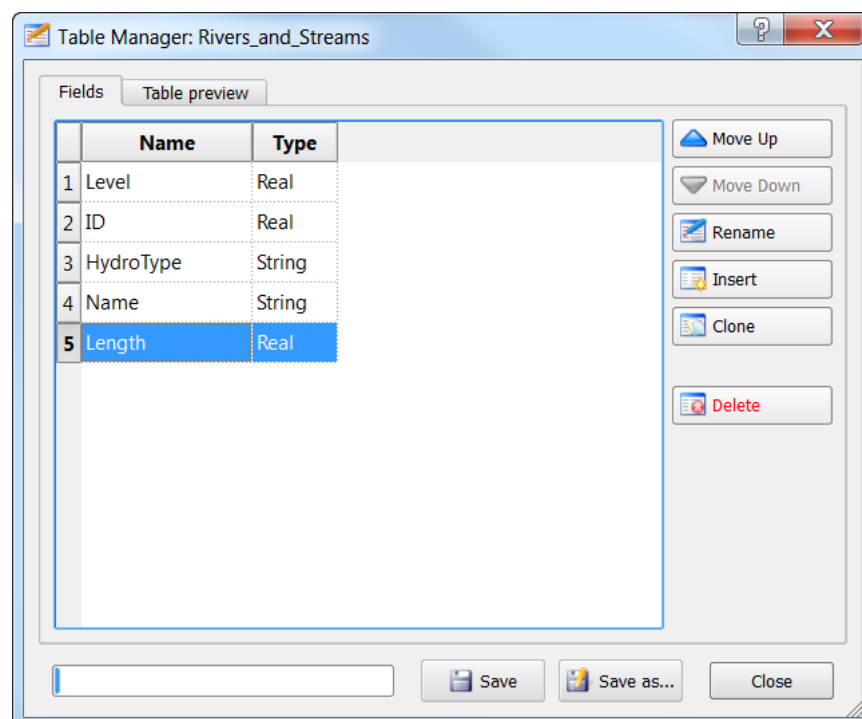 Table Manager: Rivers_and_Streams
Fields Table preview
Name Type
1 Level Real
2 ID Real
3 HydroType String
4 Name String
5 Length Real
Move Up
Move Down
Rename
Insert
Clone
Delete
Save Save as... Close